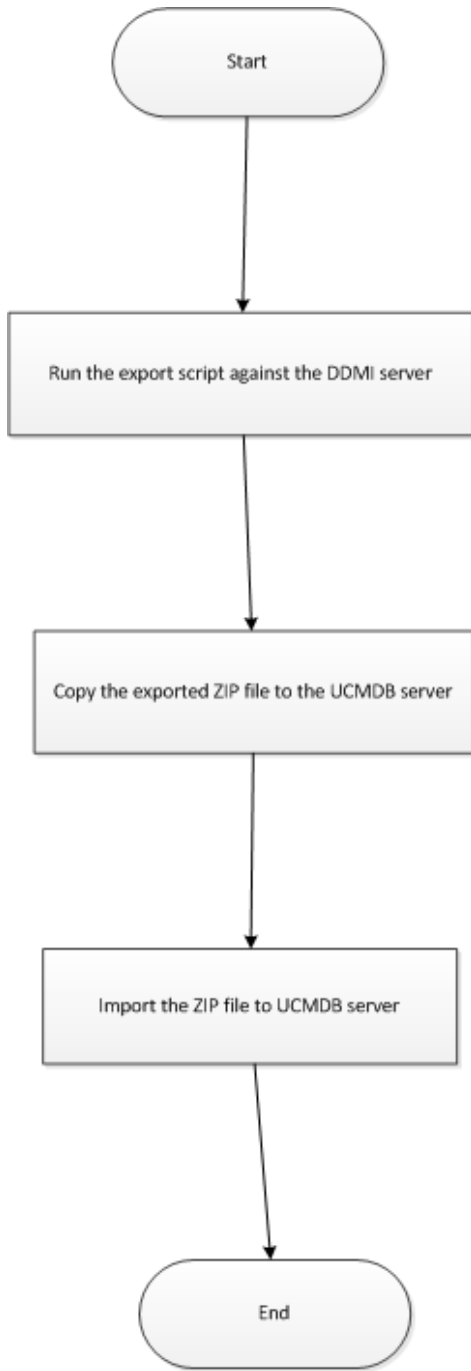 Start
Run the export script against the DDMI server
Copy the exported ZIP file to the UCMDB server
Import the ZIP file to UCMDB server
End